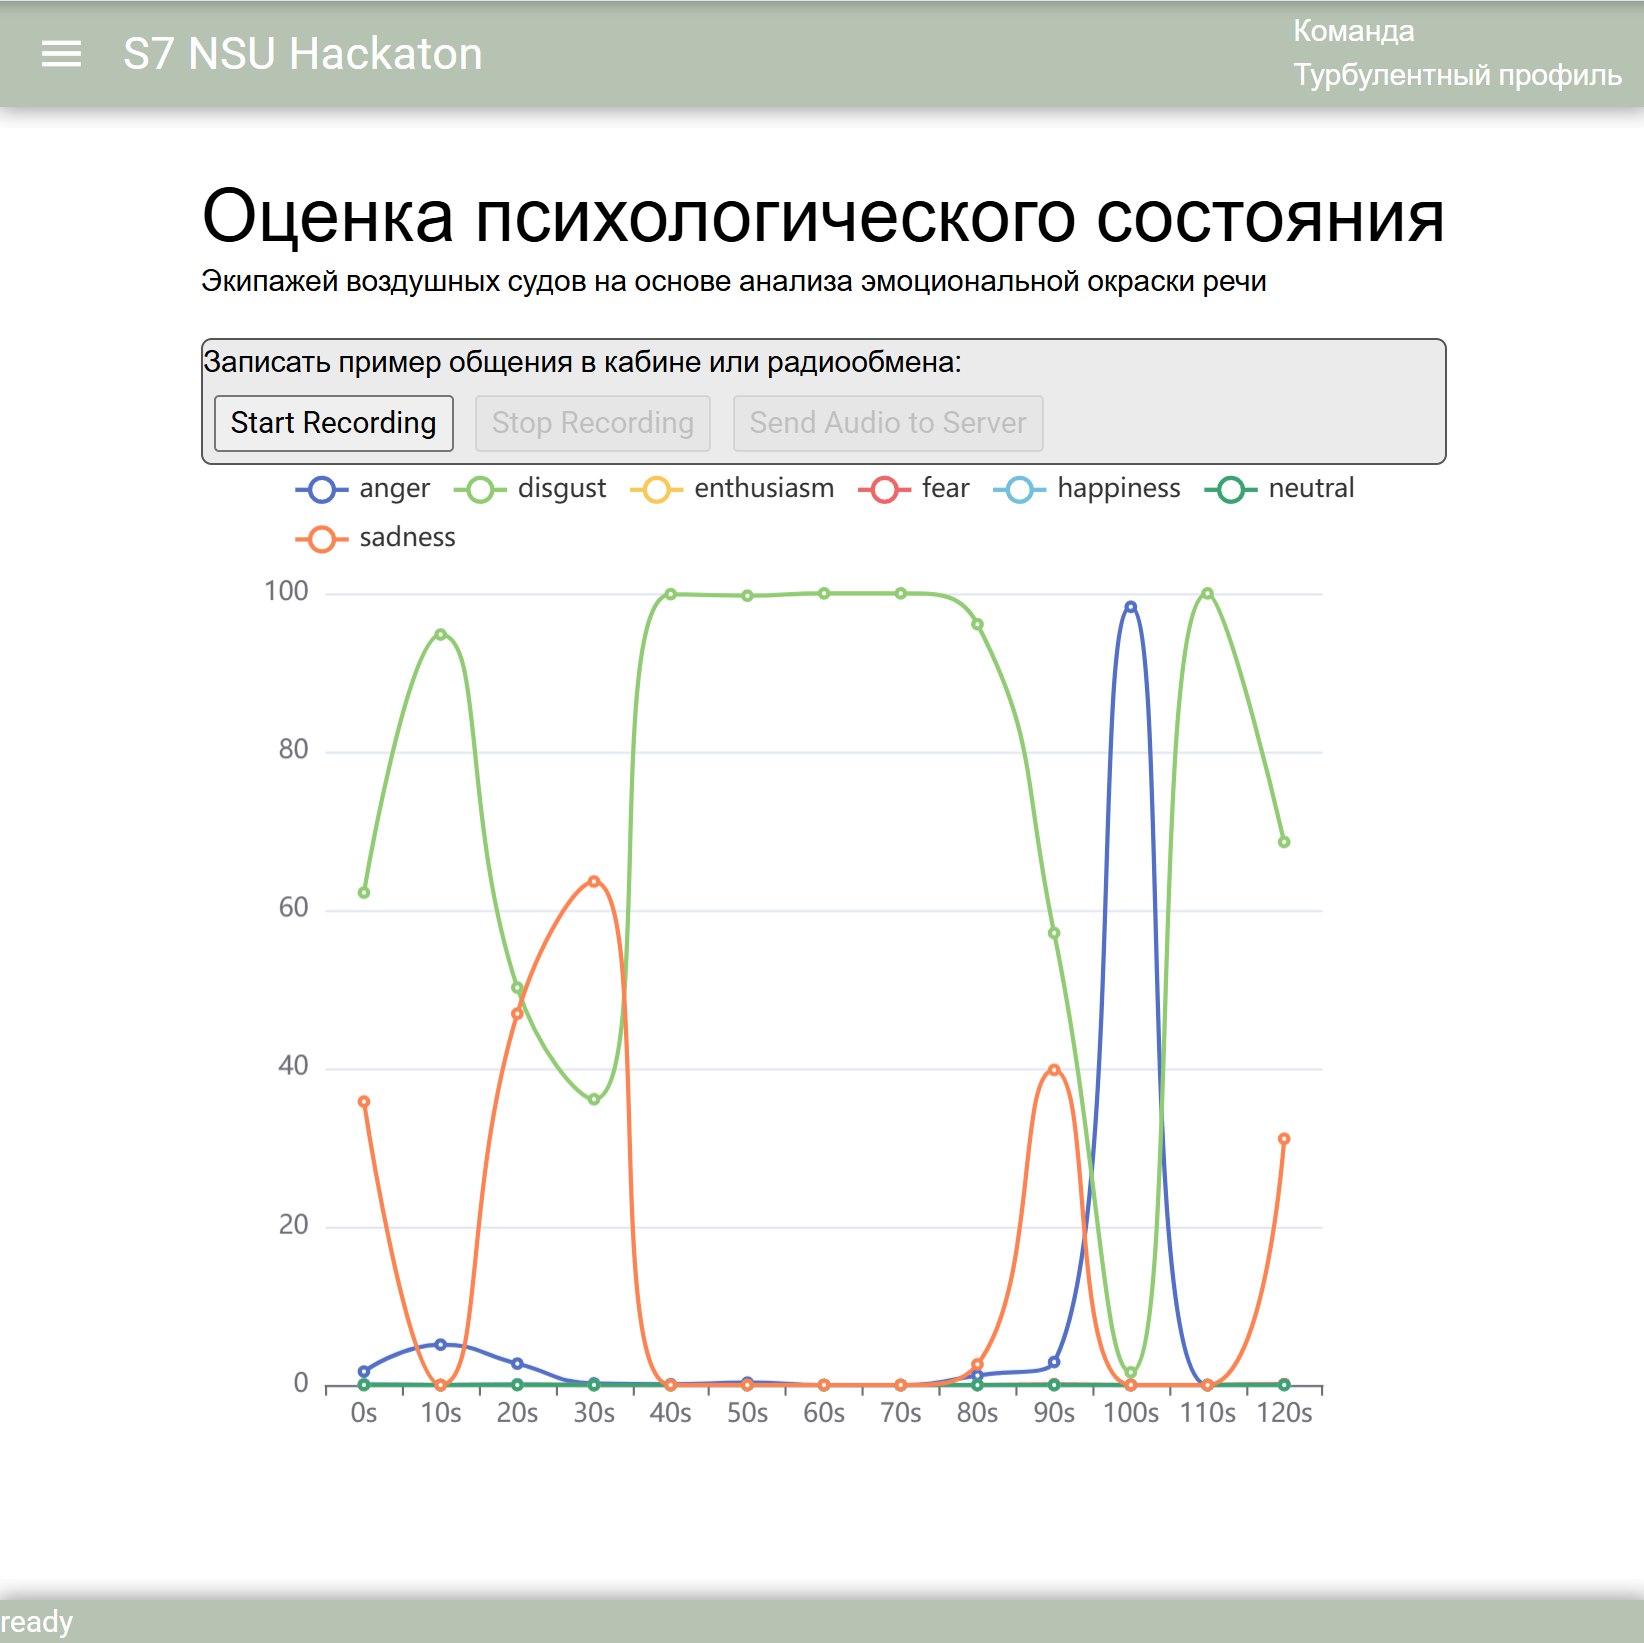 S7 NSU Hackaton
Команда
Турбулентный профиль
Оценка психологического состояния
Экипажей воздушных судов на основе анализа эмоциональной окраски речи
Записать пример общения в кабине или радиообмена:
Start Recording Stop Recording Send Audio to Server
anger disgust enthusiasm fear happiness neutral
sadness
100
80
60
40
20
0
0s 10s 20s 30s 40s 50s 60s 70s 80s 90s 100s 110s 120s
ready